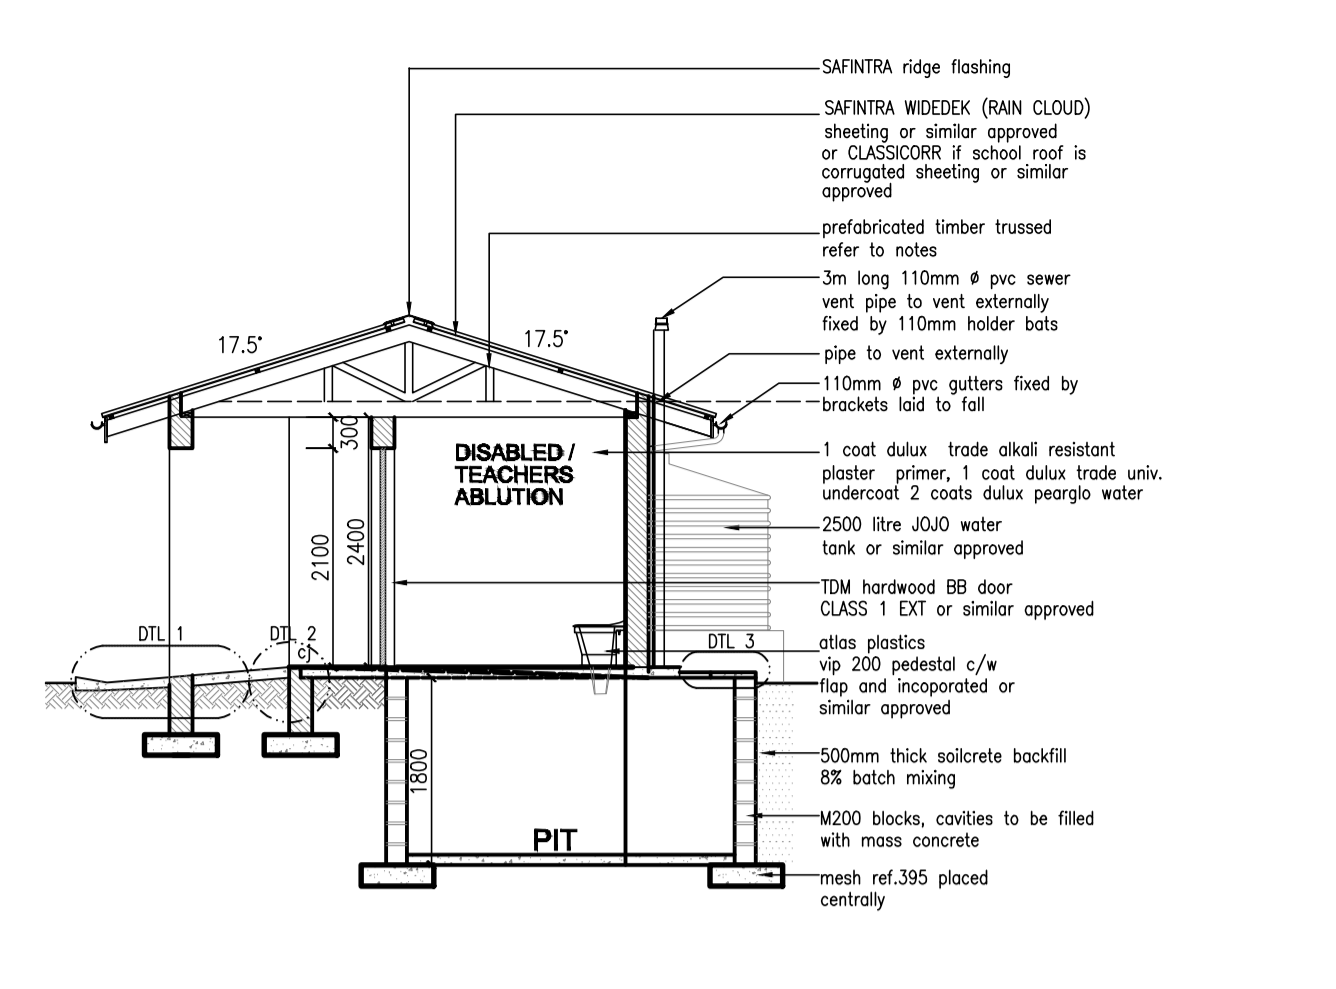 SAFINTRA ridge flashing
SAFINTRA WIDEDEK (RAIN CLOUD)
sheeting or similar approved
or CLASSICORR if school roof is
corrugated sheeting or similar
approved
prefabricated timber trussed
refer to notes
3m long 110mm Ø pvc sewer
vent pipe to vent externally
fixed by 110mm holder bats
pipe to vent externally
110mm Ø pvc gutters fixed by
brackets laid to fall
1 coat dulux trade alkali resistant
plaster primer, 1 coat dulux trade univ.
undercoat 2 coats dulux pearglo water
2500 litre JOJO water
tank or similar approved
TDM hardwood BB door
CLASS 1 EXT or similar approved
atlas plastics
vip 200 pedestal c/w
flap and incoporated or
similar approved
500mm thick soilcrete backfill
8% batch mixing
M200 blocks, cavities to be filled
with mass concrete
mesh ref.395 placed
centrally
17.5°
17.5°
300
DISABLED /
TEACHERS
ABLUTION
2100
2400
DTL 1
DTL 2
cj
DTL 3
1800
PIT